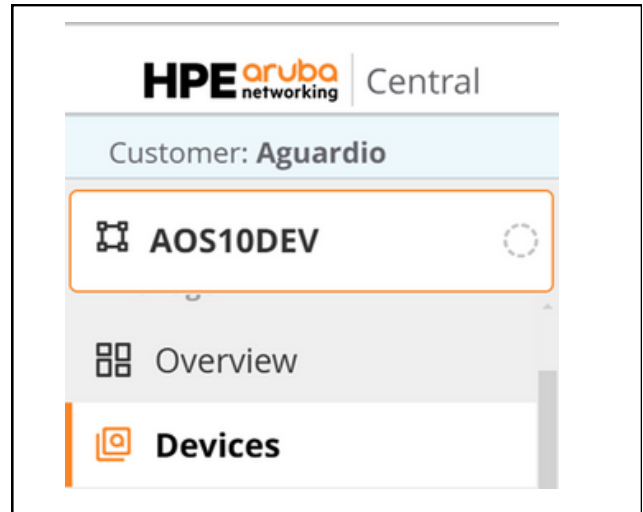 HPE aruba networking Central
Customer: Aguardio
AOS10DEV
Overview
Devices